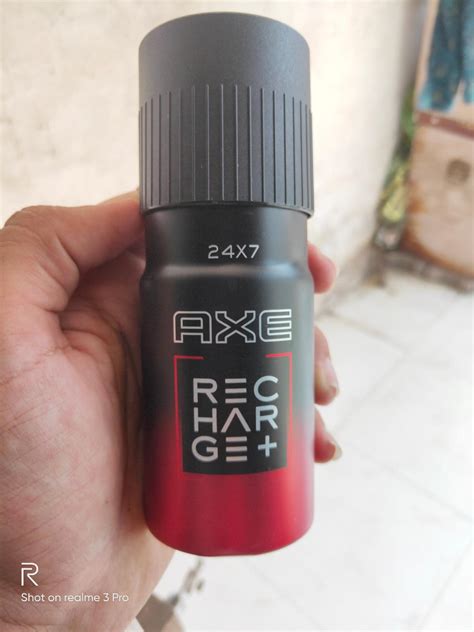 24X7
AXE
REC
HAR
GE+
R
Shot on realme 3 Pro